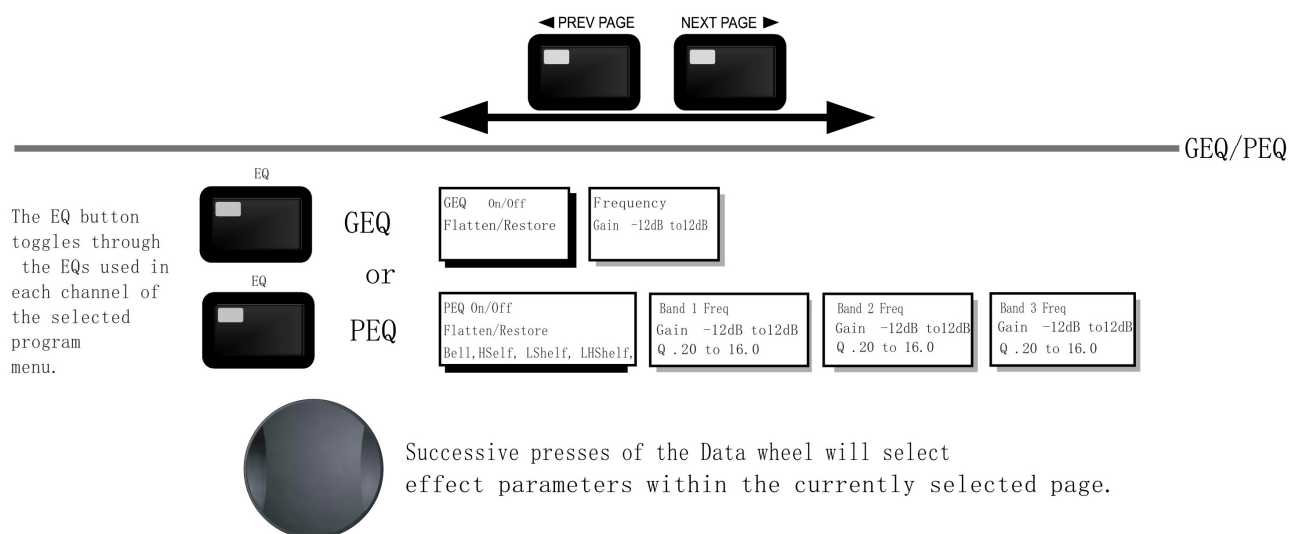 ◄ PREV PAGE NEXT PAGE ►
GEQ/PEQ
The EQ button
toggles through
the EQs used in
each channel of
the selected
program
menu.
EQ
GEQ
or
EQ
PEQ
GEQ On/Off
Flatten/Restore
Frequency
Gain -12dB to12dB
PEQ On/Off
Flatten/Restore
Bell,HSelf, LShelf, LHShelf,
Band 1 Freq
Gain -12dB to12dB
Q .20 to 16.0
Band 2 Freq
Gain -12dB to12dB
Q .20 to 16.0
Band 3 Freq
Gain -12dB to12dB
Q .20 to 16.0
Successive presses of the Data wheel will select
effect parameters within the currently selected page.